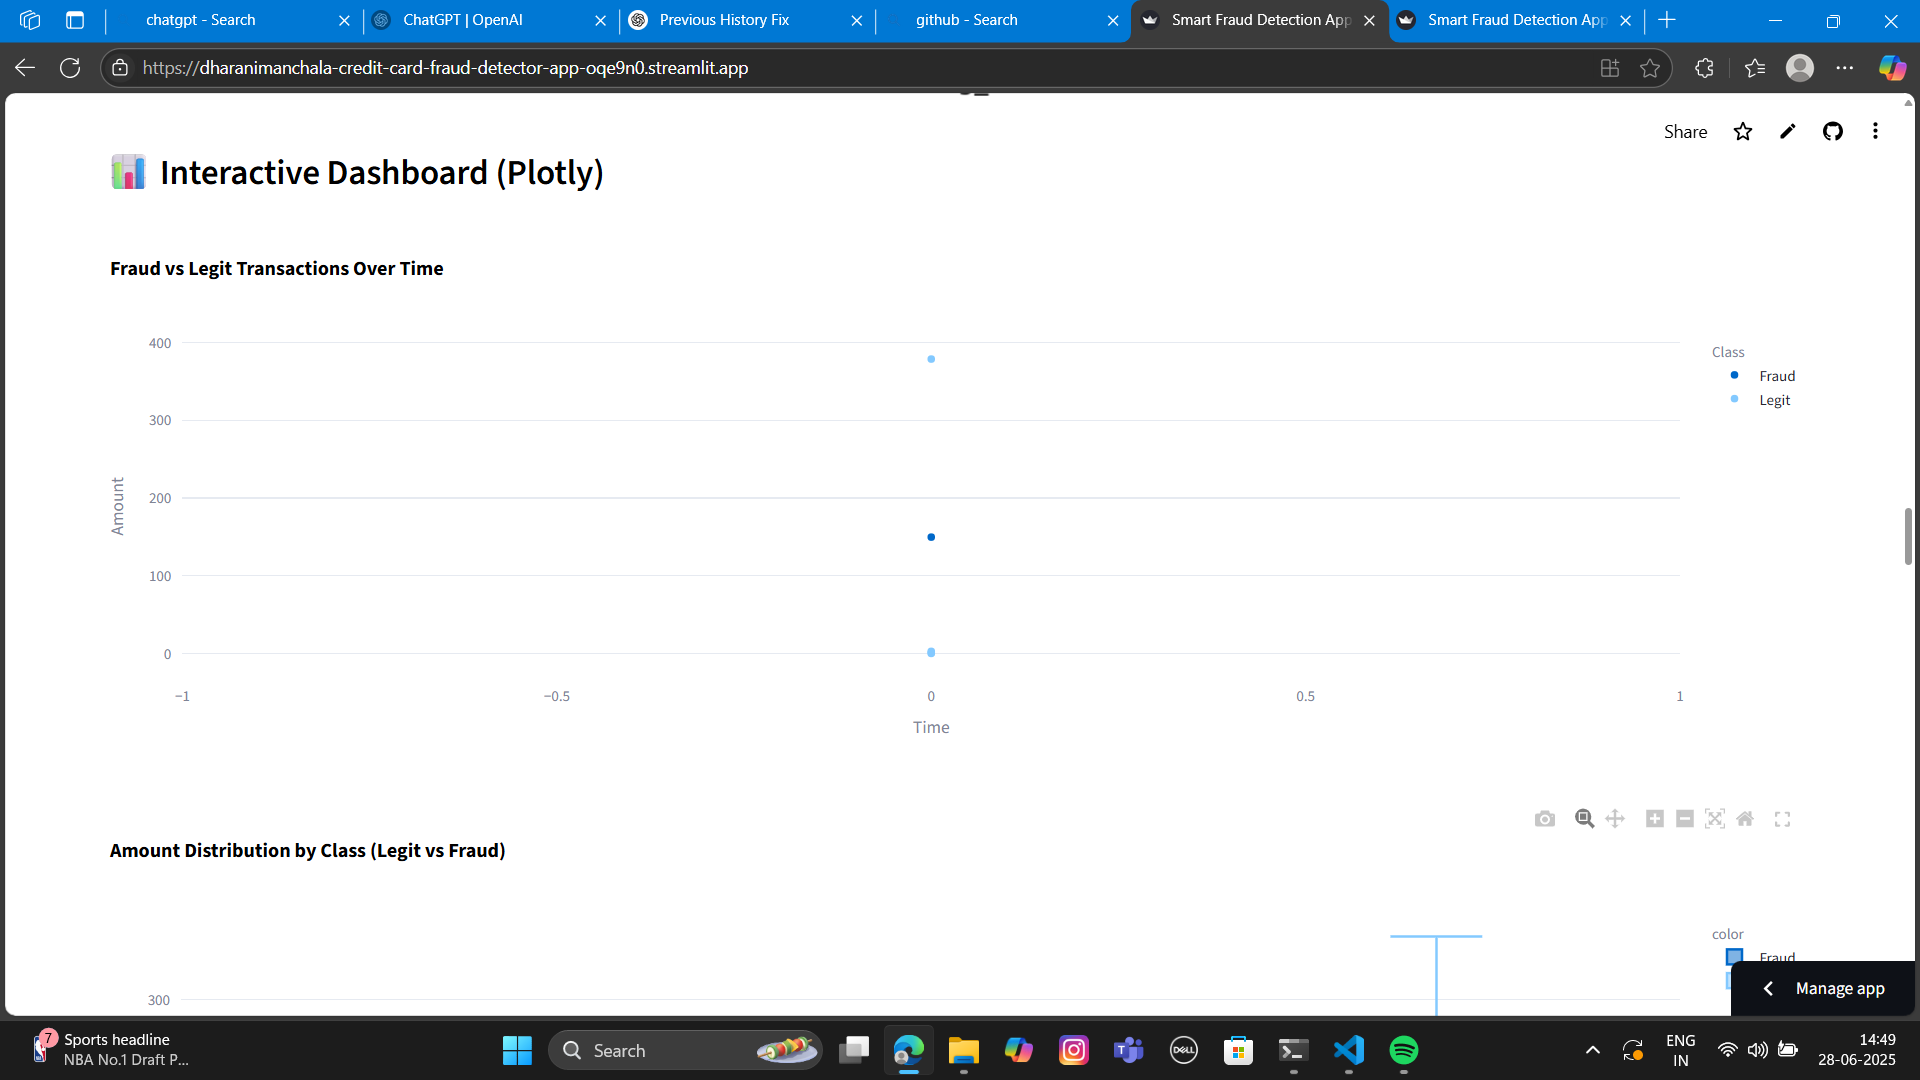 chatgpt - Search
ChatGPT | OpenAI
Previous History Fix
github - Search
Smart Fraud Detection App
Smart Fraud Detection App
https://dharanimanchala-credit-card-fraud-detector-app-oqe9n0.streamlit.app
Share
Interactive Dashboard (Plotly)
Fraud vs Legit Transactions Over Time
400
300
200
100
0
Amount
−1
−0.5
0
0.5
1
Time
Class
Fraud
Legit
Amount Distribution by Class (Legit vs Fraud)
300
color
Fraud
Manage app
7
Sports headline
NBA No.1 Draft P...
Search
DELL
ENG
IN
14:49
28-06-2025